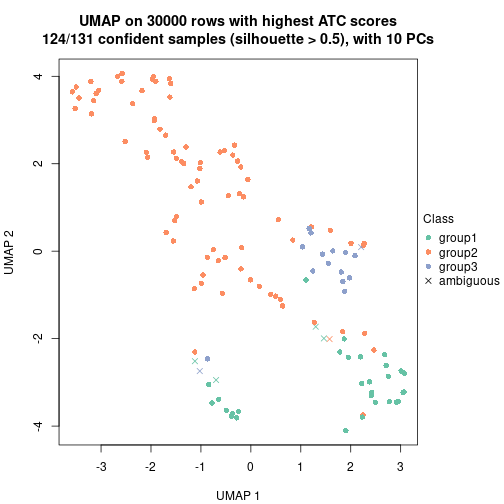 UMAP on 30000 rows with highest ATC scores
124/131 confident samples (silhouette > 0.5), with 10 PCs
4
2
0
-2
-4
UMAP 2
-3
-2
-1
0
1
2
3
UMAP 1
Class
group1
group2
group3
ambiguous